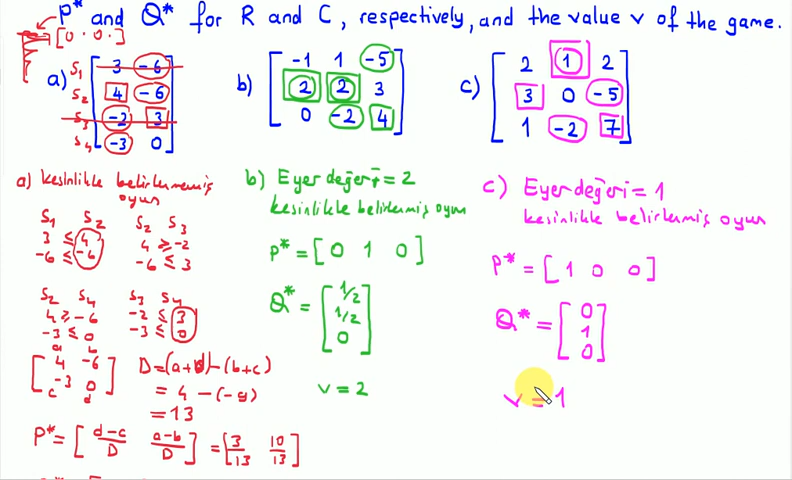 P* and Q* for R and C, respectively, and the value v of the game.
[0 . 0 .]
a) S1 3 -6
S2 4 -6
S3 -2 3
S4 -3 0
b) -1 1 -5
2 2 3
0 -2 4
c) 2 1 2
3 0 -5
1 -2 7
a) kesinlikle belirlenmemiş
oyun
S1 S2
3 ≤ 4
-6 ≤ -6
S2 S3
4 ≥ -2
-6 ≤ 3
S2 S4
4 ≥ -6
-3 ≤ 0
S3 S4
-2 ≤ 3
-3 ≤ 0
a b
4 -6
-3 0
c d
D = (a+d) - (b+c)
= 4 - (-9)
= 13
P* = [ d-c/D a-b/D ] = [ 3/13 10/13 ]
b) Eyer değeri = 2
kesinlikle belirlenmiş oyun
P* = [ 0 1 0 ]
Q* = [ 1/2
1/2
0 ]
v = 2
c) Eyer değeri = 1
kesinlikle belirlenmiş oyun
P* = [ 1 0 0 ]
Q* = [ 0
1
0 ]
v = 1